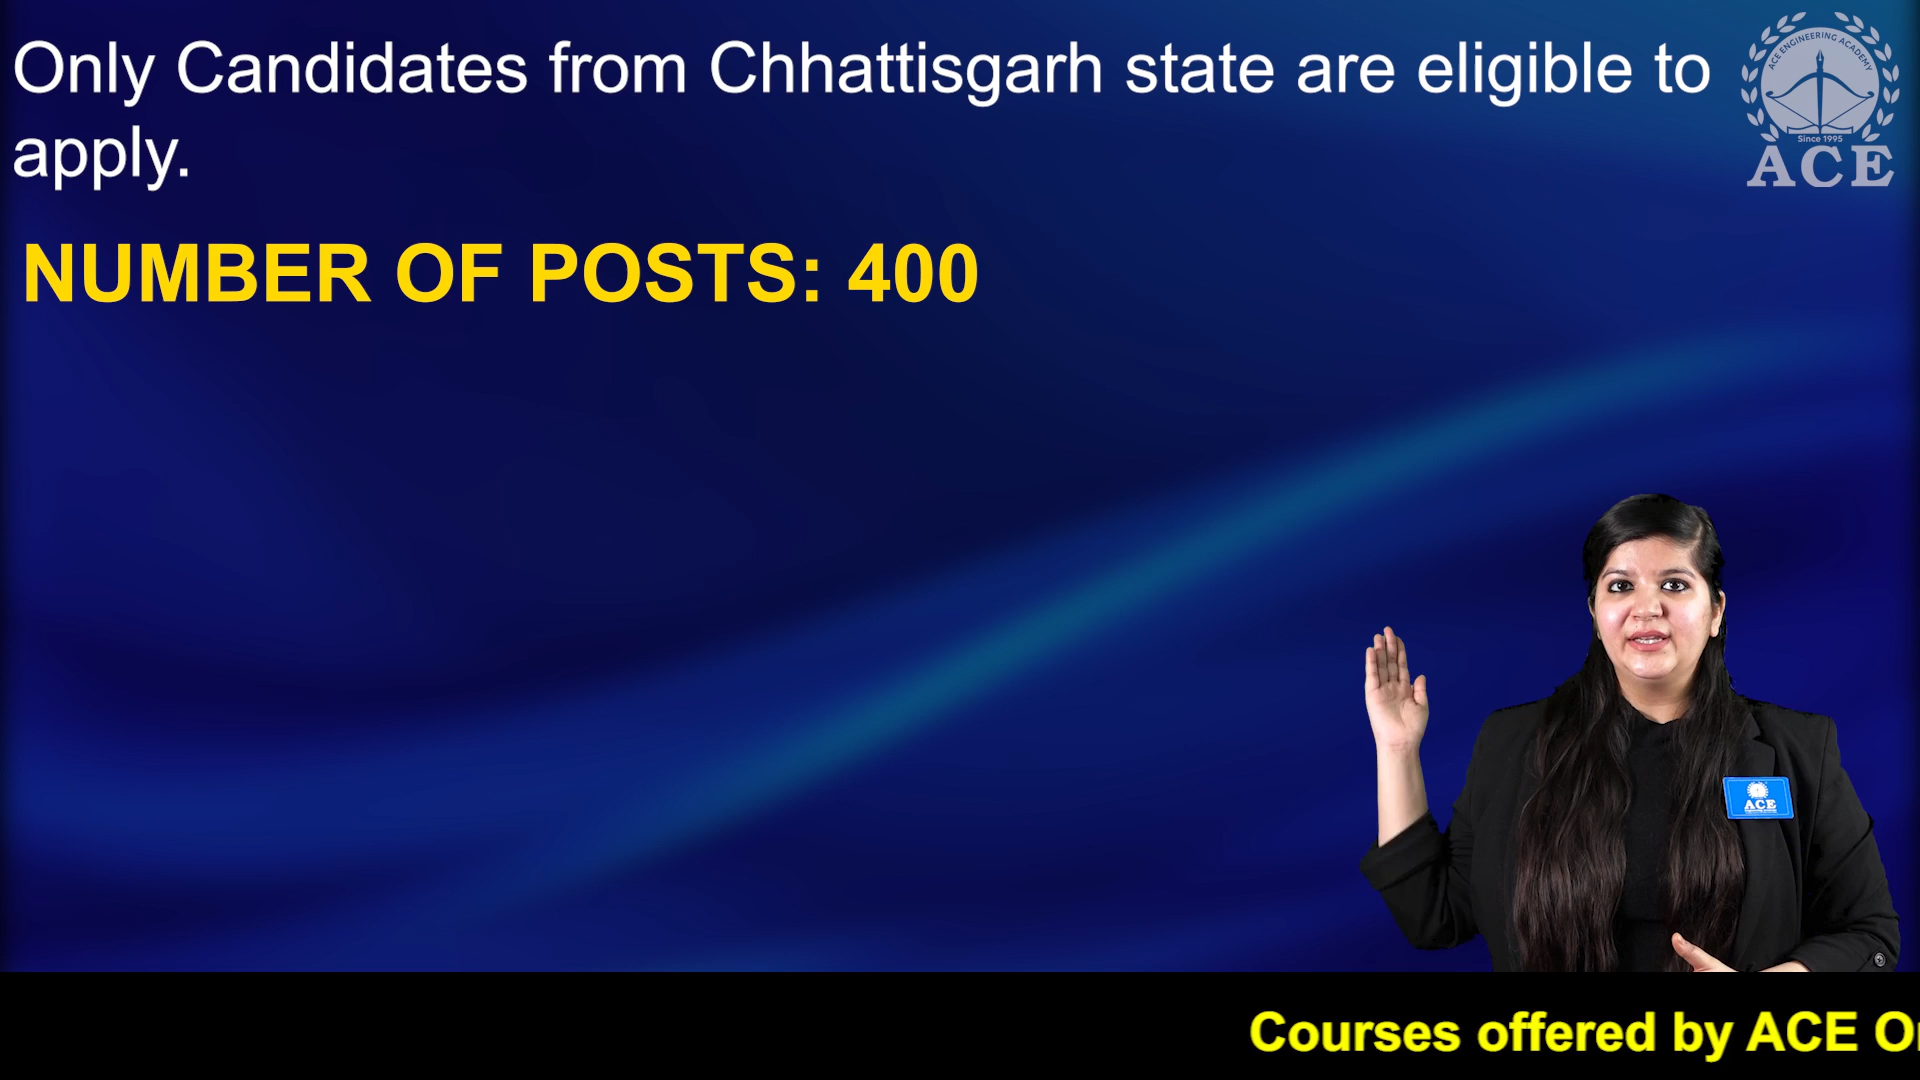 Only Candidates from Chhattisgarh state are eligible to
apply.
ACE ENGINEERING ACADEMY
Since 1995
ACE
NUMBER OF POSTS: 400
ACE
Courses offered by ACE